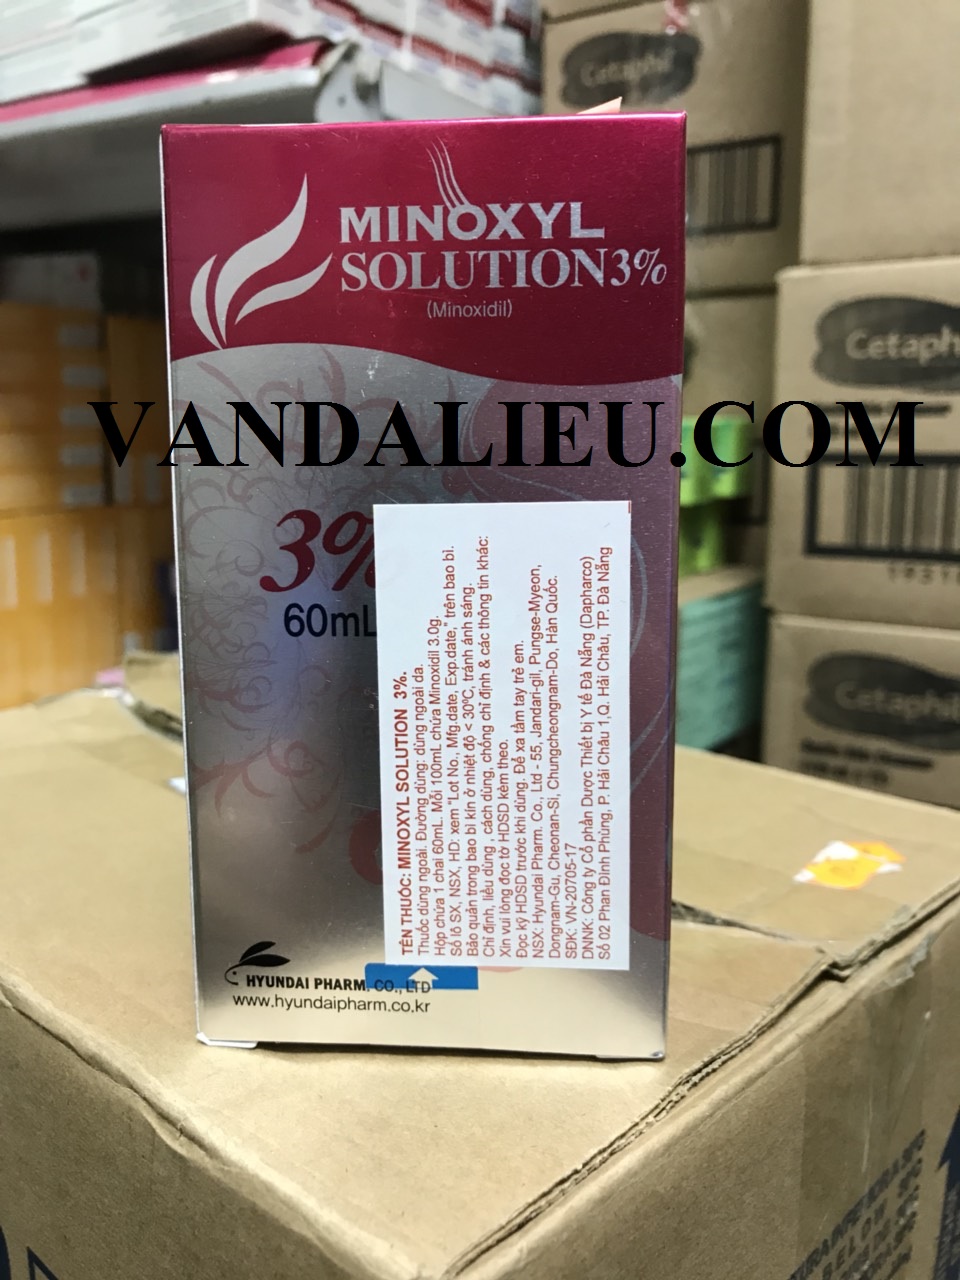 MINOXYL
SOLUTION3%
(Minoxidil)
VANDALIEU.COM
3%
60mL
TÊN THUỐC: MINOXYL SOLUTION 3%.
Thuốc dùng ngoài. Đường dùng: dùng ngoài da.
Hộp chứa 1 chai 60mL. Mỗi 100mL chứa Minoxidil 3.0g.
Số lô SX, NSX, HD: xem "Lot No., Mfg.date, Exp.date," trên bao bì.
Bảo quản trong bao bì kín ở nhiệt độ < 30ºC, tránh ánh sáng.
Chỉ định, liều dùng , cách dùng, chống chỉ định & các thông tin khác:
Xin vui lòng đọc tờ HDSD kèm theo.
Đọc kỹ HDSD trước khi dùng. Để xa tầm tay trẻ em.
NSX: Hyundai Pharm. Co., Ltd - 55, Jandari-gil, Pungse-Myeon,
Dongnam-Gu, Cheonan-Si, Chungcheongnam-Do, Hàn Quốc.
SĐK: VN-20705-17
DNNK: Công ty Cổ phần Dược Thiết bị Y tế Đà Nẵng (Dapharco)
Số 02 Phan Đình Phùng, P. Hải Châu 1,Q. Hải Châu, TP. Đà Nẵng
HYUNDAI PHARM. CO., LTD
www.hyundaipharm.co.kr
Cetaphil
Cetaph
Cetaphil
BELOW